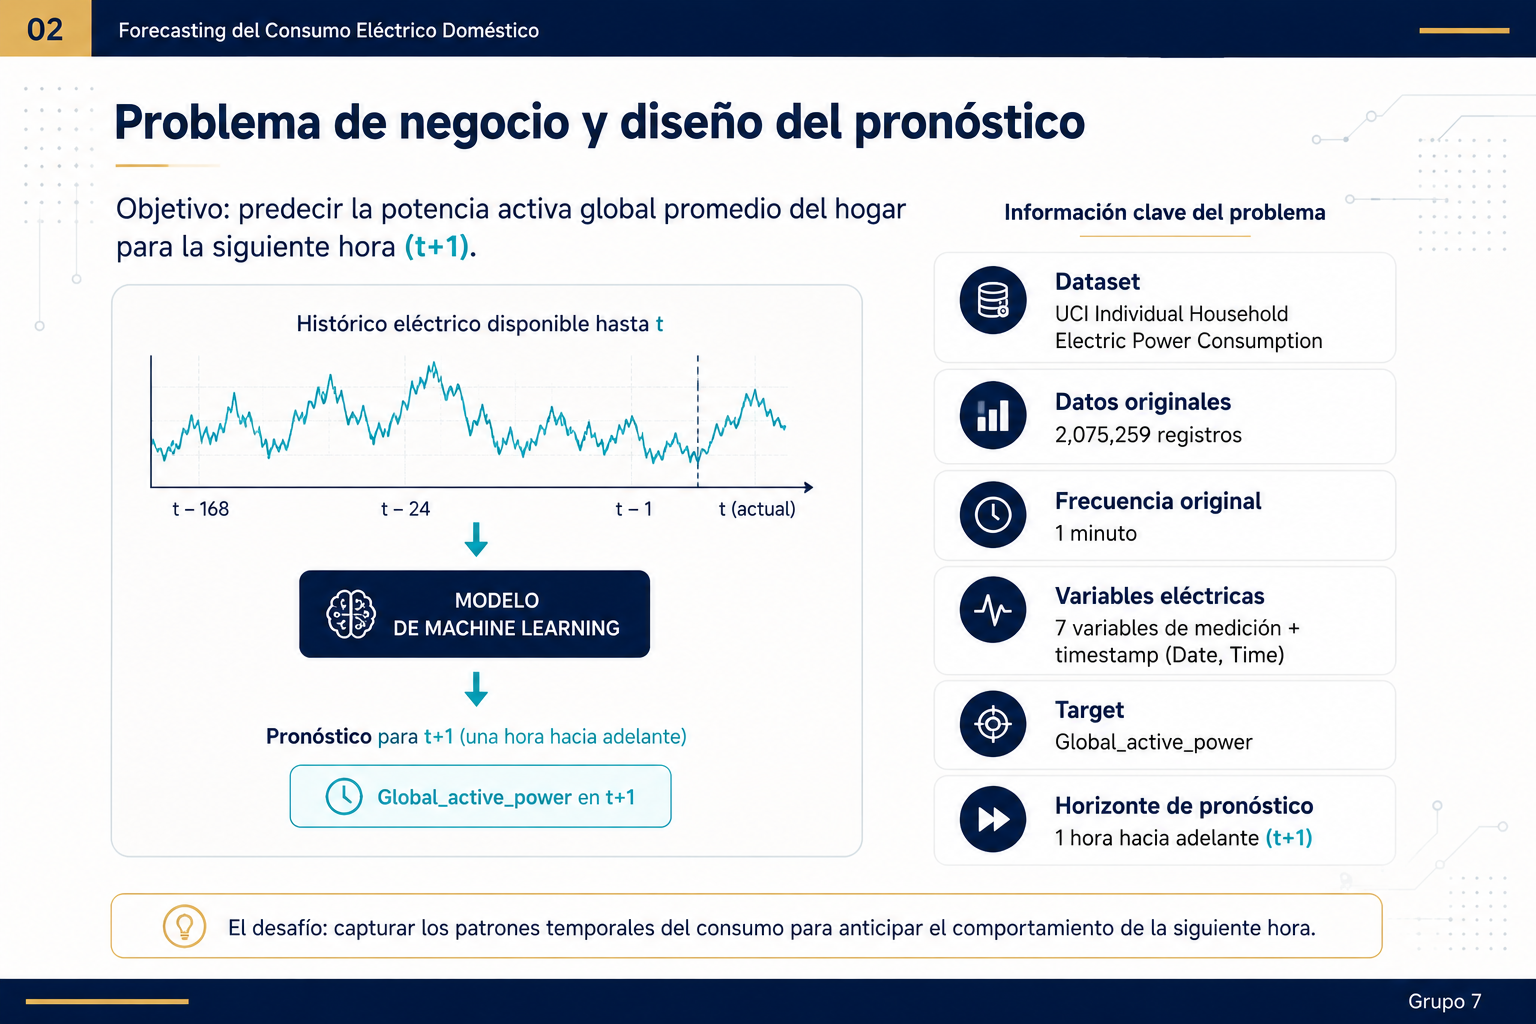 02
Forecasting del Consumo Eléctrico Doméstico
Problema de negocio y diseño del pronóstico
Objetivo: predecir la potencia activa global promedio del hogar
para la siguiente hora (t+1).
Histórico eléctrico disponible hasta t
t – 168
t – 24
t – 1
t (actual)
MODELO
DE MACHINE LEARNING
Pronóstico para t+1 (una hora hacia adelante)
Global_active_power en t+1
Información clave del problema
Dataset
UCI Individual Household
Electric Power Consumption
Datos originales
2,075,259 registros
Frecuencia original
1 minuto
Variables eléctricas
7 variables de medición +
timestamp (Date, Time)
Target
Global_active_power
Horizonte de pronóstico
1 hora hacia adelante (t+1)
El desafío: capturar los patrones temporales del consumo para anticipar el comportamiento de la siguiente hora.
Grupo 7